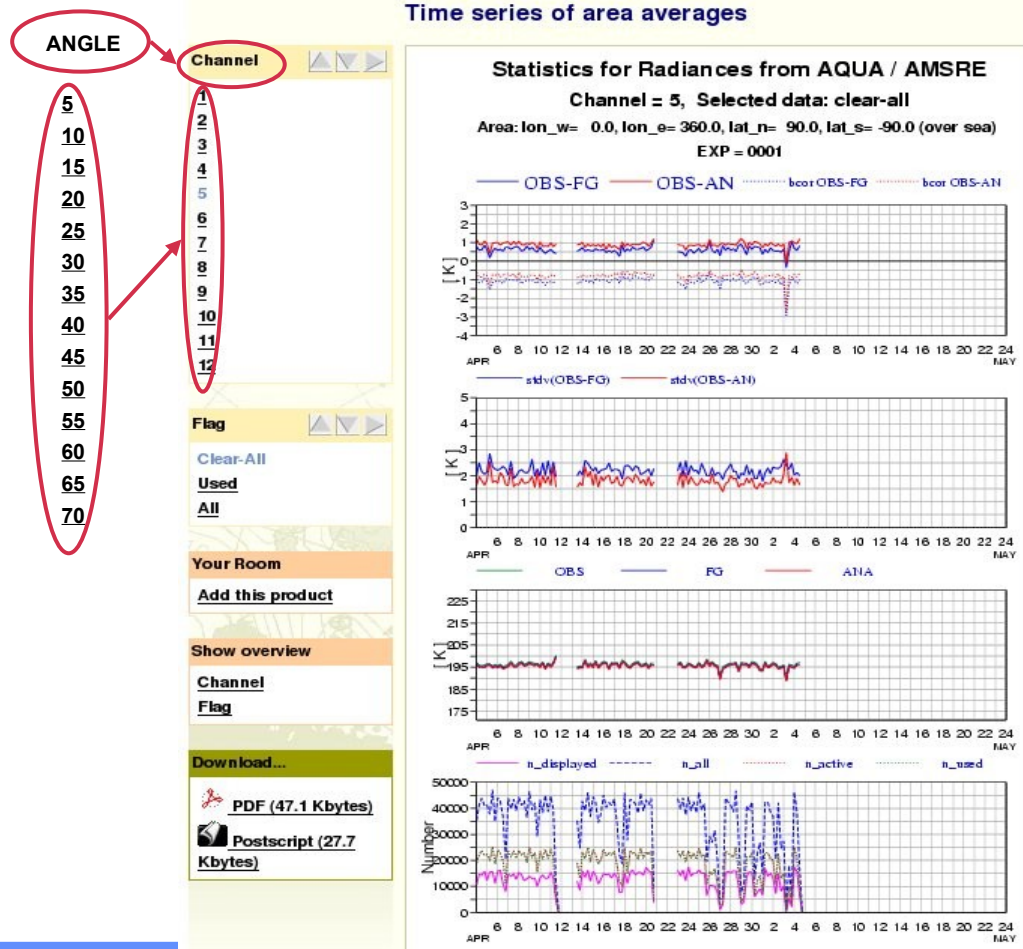 Time series of area averages
ANGLE
5
10
15
20
25
30
35
40
45
50
55
60
65
70
Channel
1
2
3
4
5
6
7
8
9
10
11
12
Flag
Clear-All
Used
All
Your Room
Add this product
Show overview
Channel
Flag
Download...
PDF (47.1 Kbytes)
Postscript (27.7
Kbytes)
Statistics for Radiances from AQUA / AMSRE
Channel = 5, Selected data: clear-all
Area: lon_w= 0.0, lon_e= 360.0, lat_n= 90.0, lat_s= -90.0 (over sea)
EXP = 0001
OBS-FG OBS-AN bcor OBS-FG bcor OBS-AN
3
2
1
0
-1
-2
-3
-4
[K]
6 8 10 12 14 16 18 20 22 24 26 28 30 2 4 6 8 10 12 14 16 18 20 22 24
APR MAY
stdv(OBS-FG) stdv(OBS-AN)
5
4
3
2
1
0
[K]
6 8 10 12 14 16 18 20 22 24 26 28 30 2 4 6 8 10 12 14 16 18 20 22 24
APR MAY
OBS FG ANA
225
215
205
195
185
175
[K]
6 8 10 12 14 16 18 20 22 24 26 28 30 2 4 6 8 10 12 14 16 18 20 22 24
APR MAY
n_displayed n_all n_active n_used
50000
40000
30000
20000
10000
0
Number
6 8 10 12 14 16 18 20 22 24 26 28 30 2 4 6 8 10 12 14 16 18 20 22 24
APR MAY